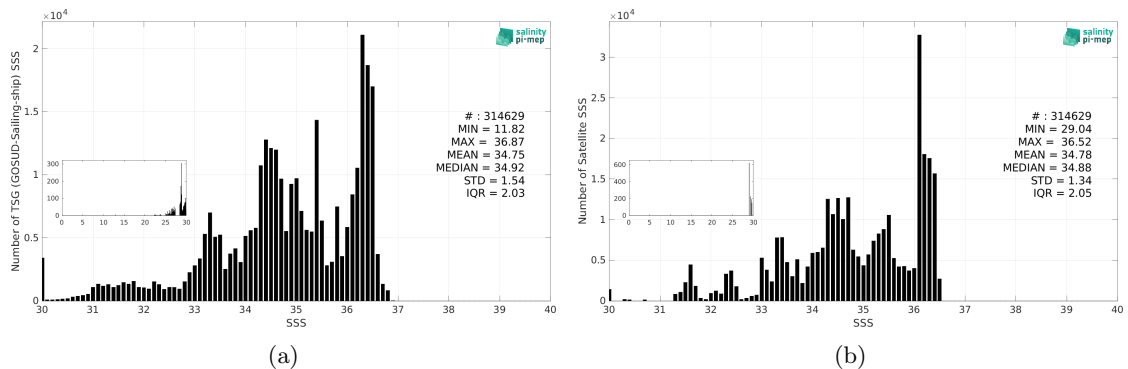 ×10⁴
2
1.5
1
0.5
0
Number of TSG (GOSUD-Sailing-ship) SSS
salinity
pi-mep
# : 314629
MIN = 11.82
MAX = 36.87
MEAN = 34.75
MEDIAN = 34.92
STD = 1.54
IQR = 2.03
300
200
100
0
0 5 10 15 20 25 30
30 31 32 33 34 35 36 37 38 39 40
SSS
(a)
×10⁴
3
2.5
2
1.5
1
0.5
0
Number of Satellite SSS
salinity
pi-mep
# : 314629
MIN = 29.04
MAX = 36.52
MEAN = 34.78
MEDIAN = 34.88
STD = 1.34
IQR = 2.05
600
400
200
0
0 5 10 15 20 25 30
30 31 32 33 34 35 36 37 38 39 40
SSS
(b)